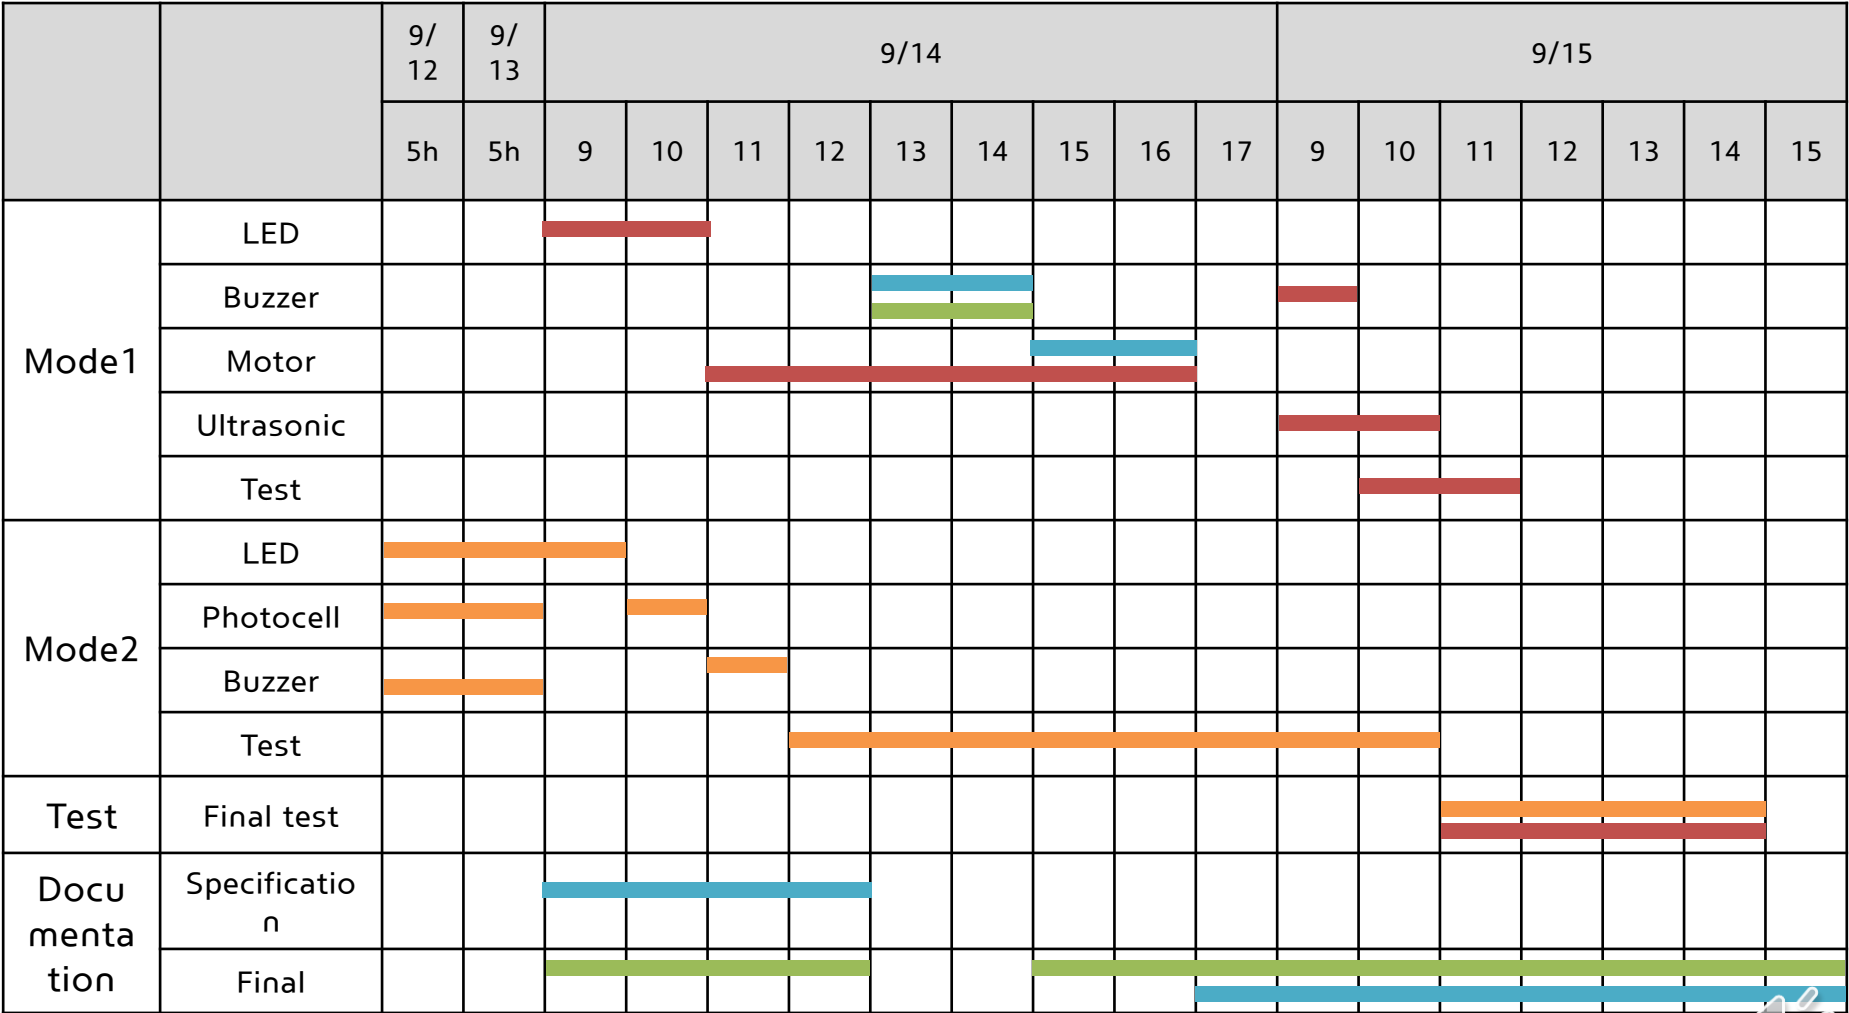 9/
12
9/
13
9/14
9/15
5h
5h
9
10
11
12
13
14
15
16
17
9
10
11
12
13
14
15
Mode1
LED
Buzzer
Motor
Ultrasonic
Test
Mode2
LED
Photocell
Buzzer
Test
Test
Final test
Docu
menta
tion
Specificatio
n
Final